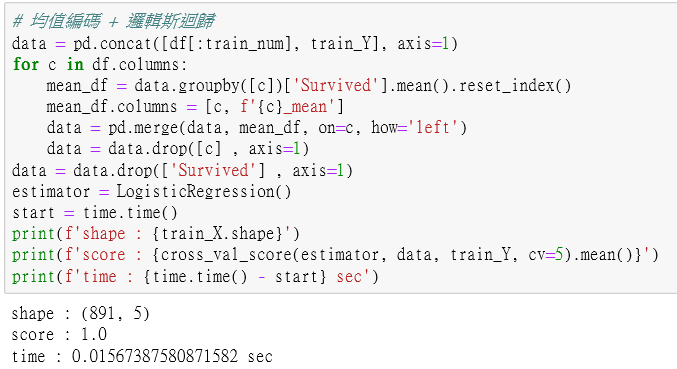 # 均值編碼 + 邏輯斯迴歸
data = pd.concat([df[:train_num], train_Y], axis=1)
for c in df.columns:
    mean_df = data.groupby([c])['Survived'].mean().reset_index()
    mean_df.columns = [c, f'{c}_mean']
    data = pd.merge(data, mean_df, on=c, how='left')
    data = data.drop([c] , axis=1)
data = data.drop(['Survived'] , axis=1)
estimator = LogisticRegression()
start = time.time()
print(f'shape : {train_X.shape}')
print(f'score : {cross_val_score(estimator, data, train_Y, cv=5).mean()}')
print(f'time : {time.time() - start} sec')
shape : (891, 5)
score : 1.0
time : 0.01567387580871582 sec